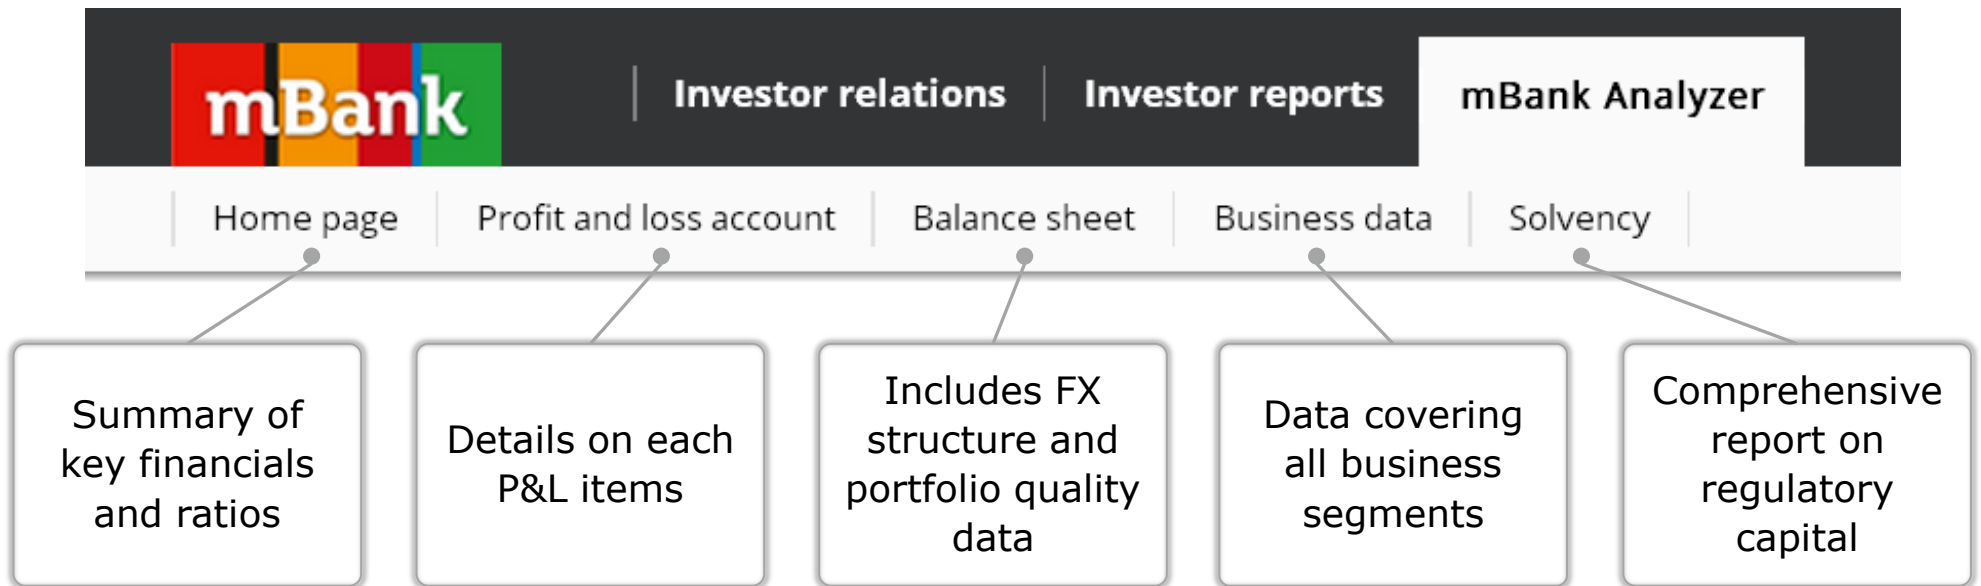 mBank
Investor relations
Investor reports
mBank Analyzer
Home page
Profit and loss account
Balance sheet
Business data
Solvency
Summary of
key financials
and ratios
Details on each
P&L items
Includes FX
structure and
portfolio quality
data
Data covering
all business
segments
Comprehensive
report on
regulatory
capital